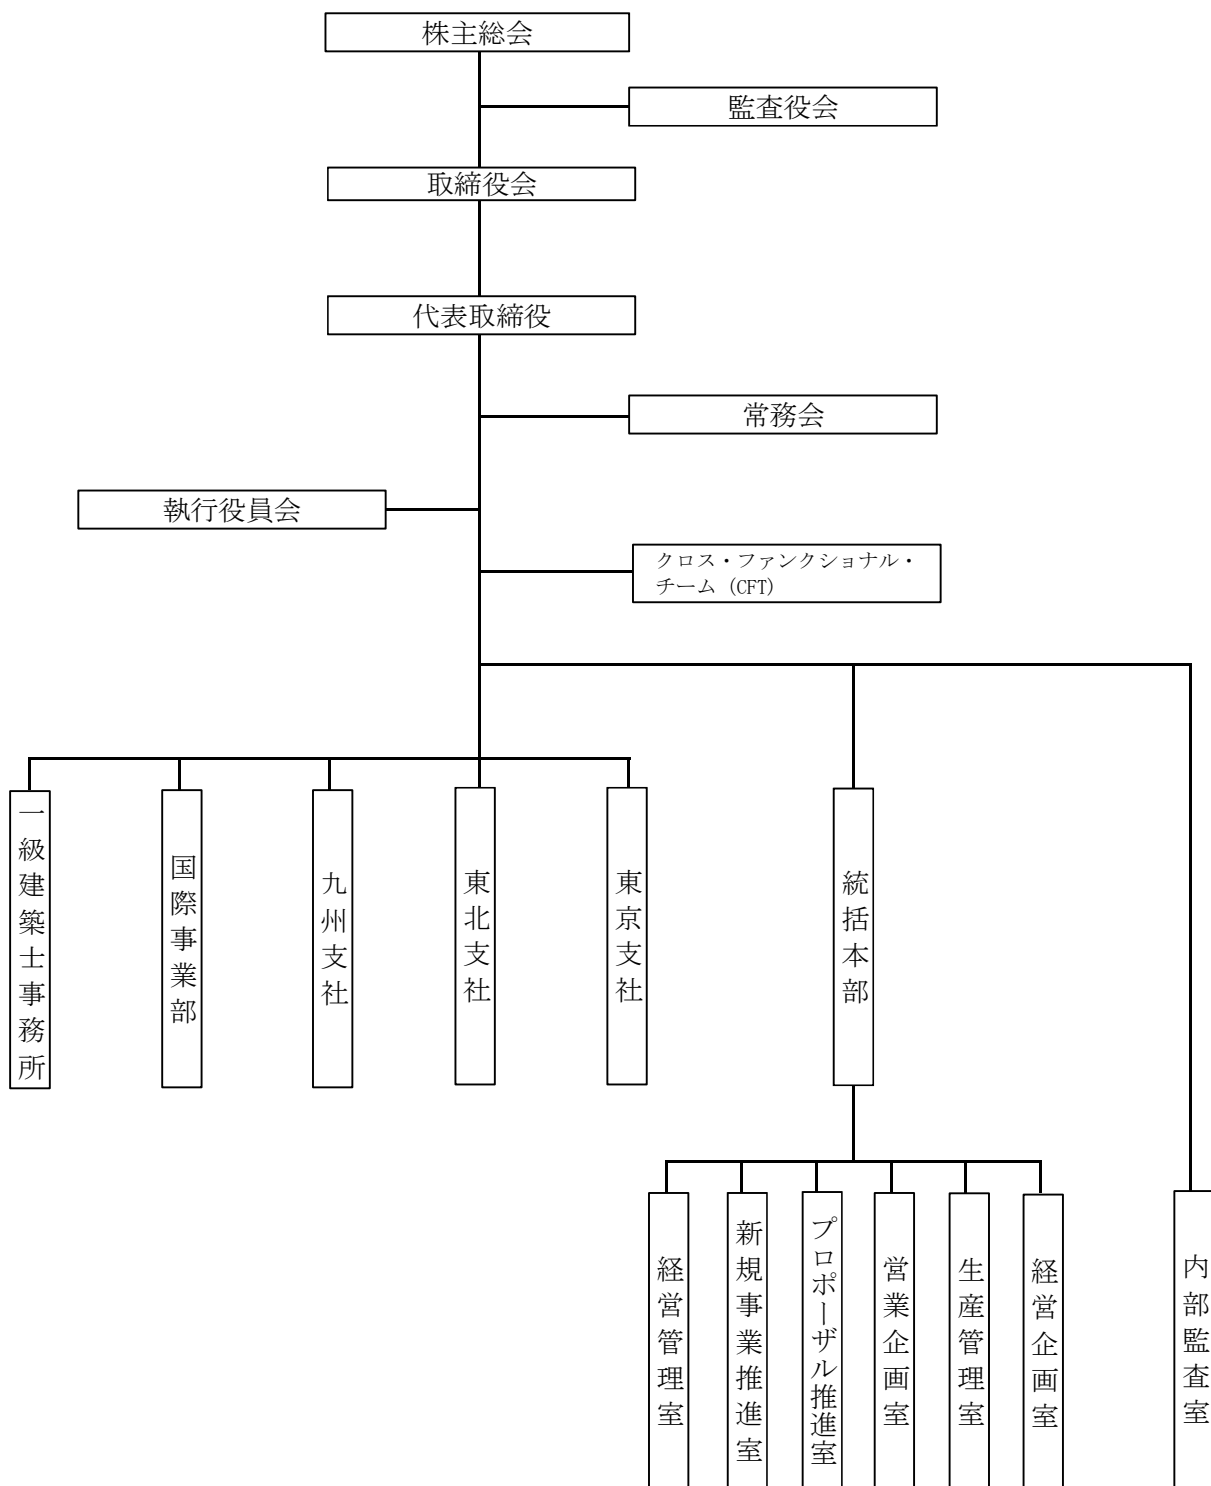 株主総会
監査役会
取締役会
代表取締役
常務会
執行役員会
クロス・ファンクショナル・
チーム (CFT)
一級建築士事務所
国際事業部
九州支社
東北支社
東京支社
統括本部
経営管理室
新規事業推進室
プロポーザル推進室
営業企画室
生産管理室
経営企画室
内部監査室